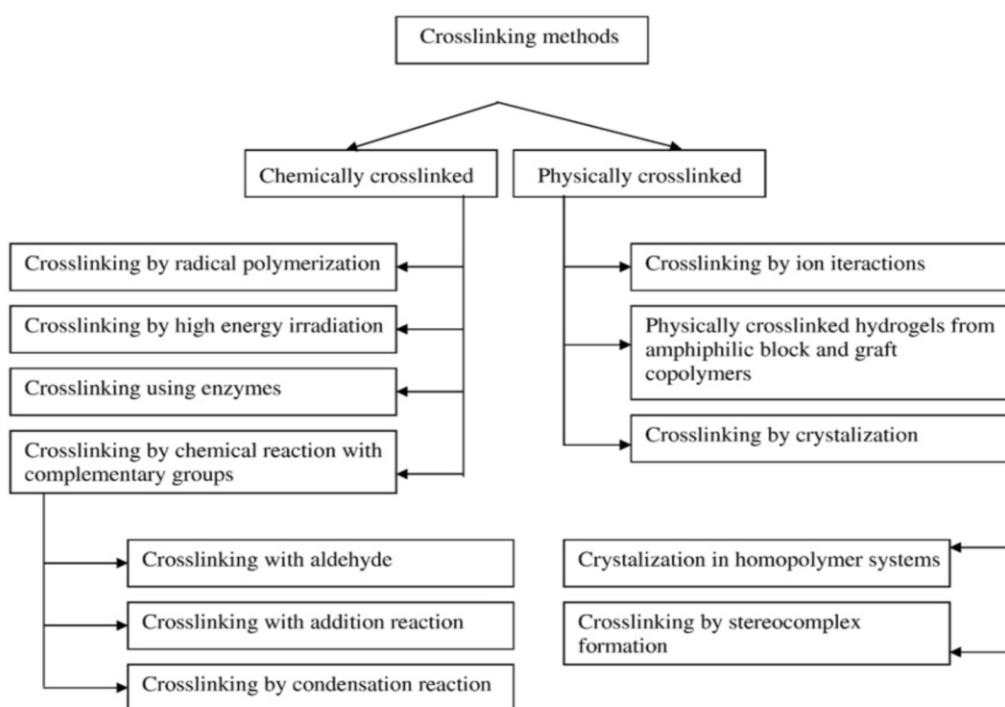 Crosslinking methods
Chemically crosslinked
Physically crosslinked
Crosslinking by radical polymerization
Crosslinking by high energy irradiation
Crosslinking using enzymes
Crosslinking by chemical reaction with
complementary groups
Crosslinking with aldehyde
Crosslinking with addition reaction
Crosslinking by condensation reaction
Crosslinking by ion iteractions
Physically crosslinked hydrogels from
amphiphilic block and graft
copolymers
Crosslinking by crystalization
Crystalization in homopolymer systems
Crosslinking by stereocomplex
formation